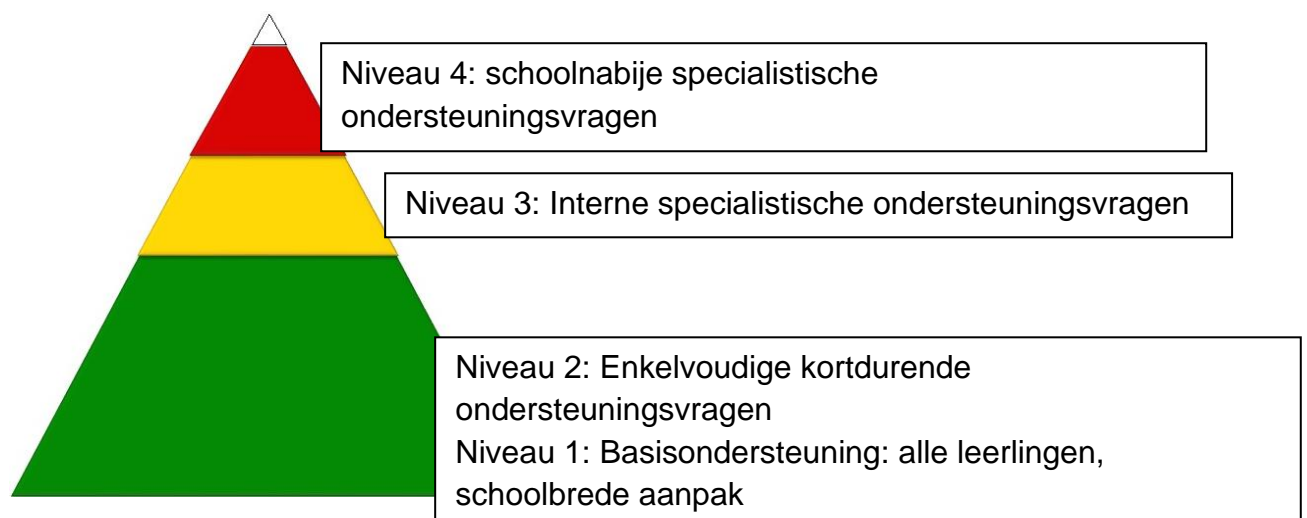 Niveau 4: schoolnabije specialistische
ondersteuningsvragen
Niveau 3: Interne specialistische ondersteuningsvragen
Niveau 2: Enkelvoudige kortdurende
ondersteuningsvragen
Niveau 1: Basisondersteuning: alle leerlingen,
schoolbrede aanpak